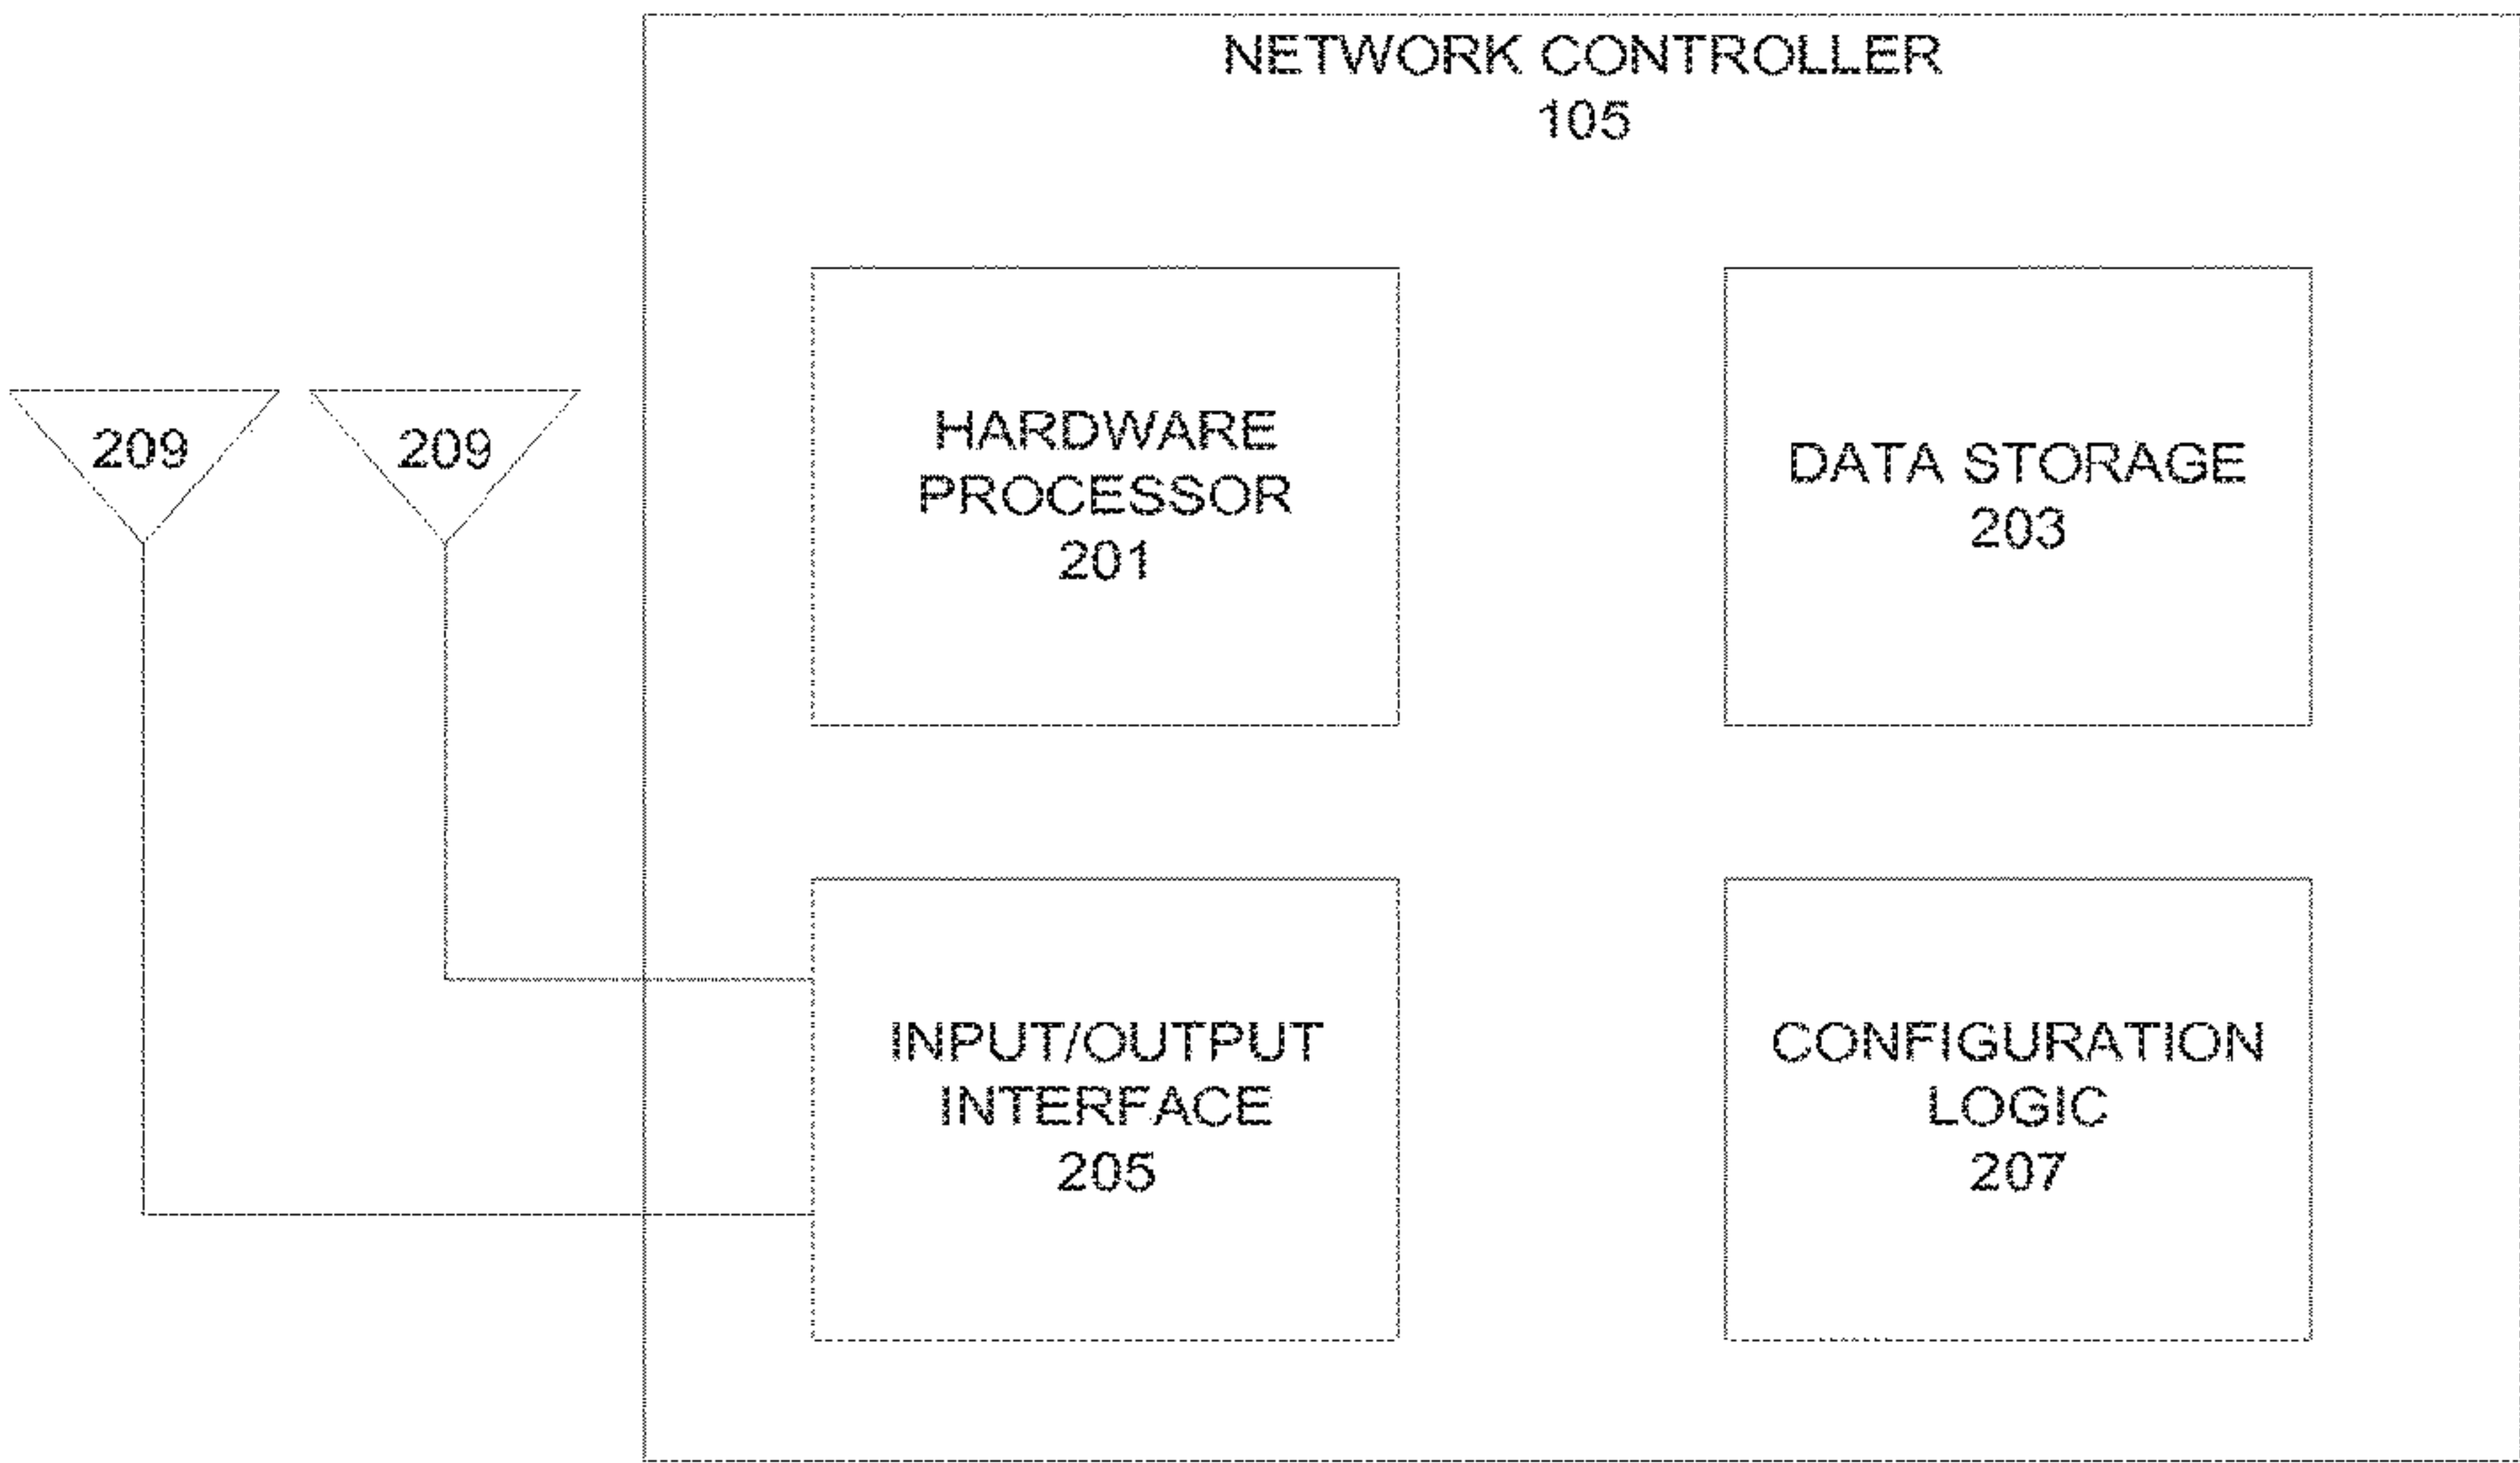 NETWORK CONTROLLER
105
209
209
HARDWARE
PROCESSOR
201
DATA STORAGE
203
INPUT/OUTPUT
INTERFACE
205
CONFIGURATION
LOGIC
207